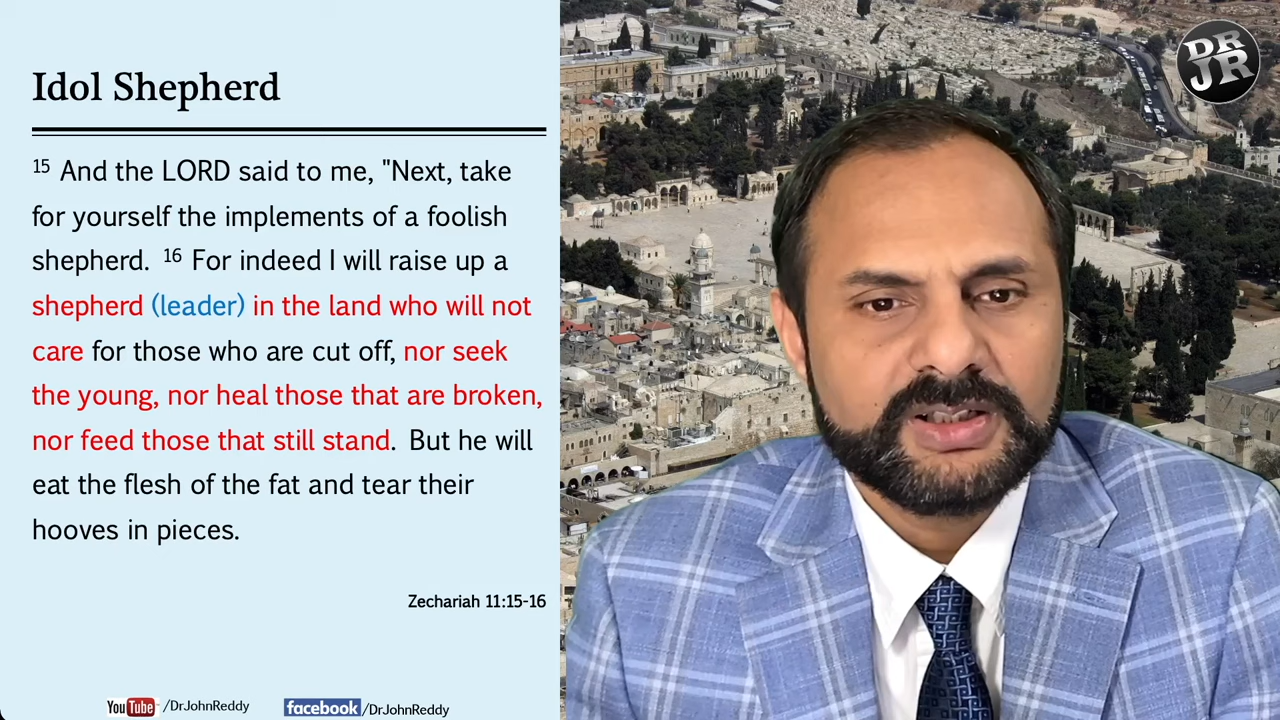 Idol Shepherd
15 And the LORD said to me, "Next, take
for yourself the implements of a foolish
shepherd. 16 For indeed I will raise up a
shepherd (leader) in the land who will not
care for those who are cut off, nor seek
the young, nor heal those that are broken,
nor feed those that still stand. But he will
eat the flesh of the fat and tear their
hooves in pieces.
Zechariah 11:15-16
YouTube /DrJohnReddy
facebook /DrJohnReddy
DR
JR